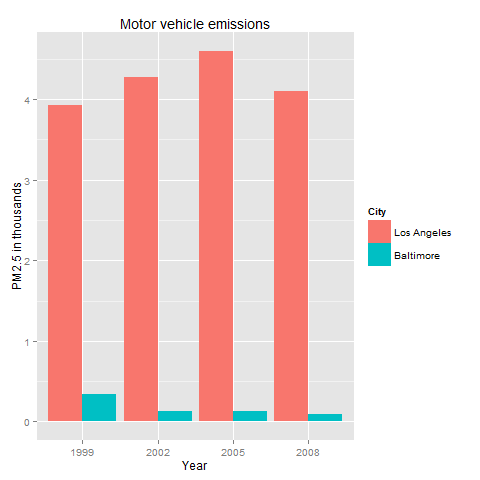 Motor vehicle emissions
PM2.5 in thousands
4
3
2
1
0
1999 2002 2005 2008
Year
City
Los Angeles
Baltimore